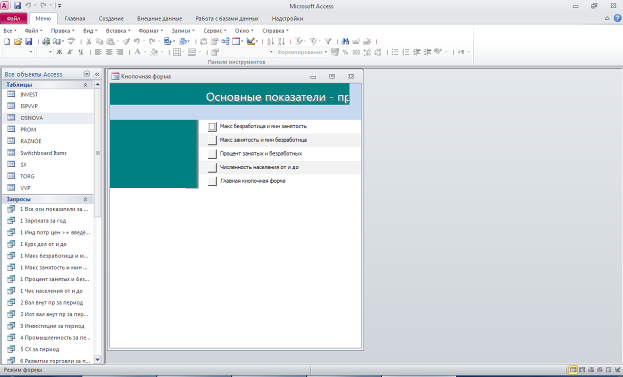 Microsoft Access
Файл Меню Главная Создание Внешние данные Работа с базами данных Надстройки
Все Файл Правка Вид Вставка Формат Записи Сервис Окно Справка
Ж К Ч Форматирование
Панели инструментов
Все объекты Access
Таблицы
INVEST
ISPVVP
OSNOVA
PROM
RAZNOE
Switchboard Items
SX
TORG
VVP
Запросы
1 Все осн показатели за ...
1 Зарплата за год
1 Инд потр цен >= введе...
1 Курс дол от и до
1 Макс безработица и м...
1 Макс занятость и мин ...
1 Процент занятых и без...
1 Чис населения от и до
2 Вал внут пр за период
2 Исп вал внут пр за пер...
3 Инвестиции за период
4 Промышленность за пе...
5 СХ за период
6 Развитие торговли за п...
Кнопочная форма
Основные показатели - пр
Макс безработица и мин занятость
Макс занятость и мин безработица
Процент занятых и безработных
Численность населения от и до
Главная кнопочная форма
Режим формы